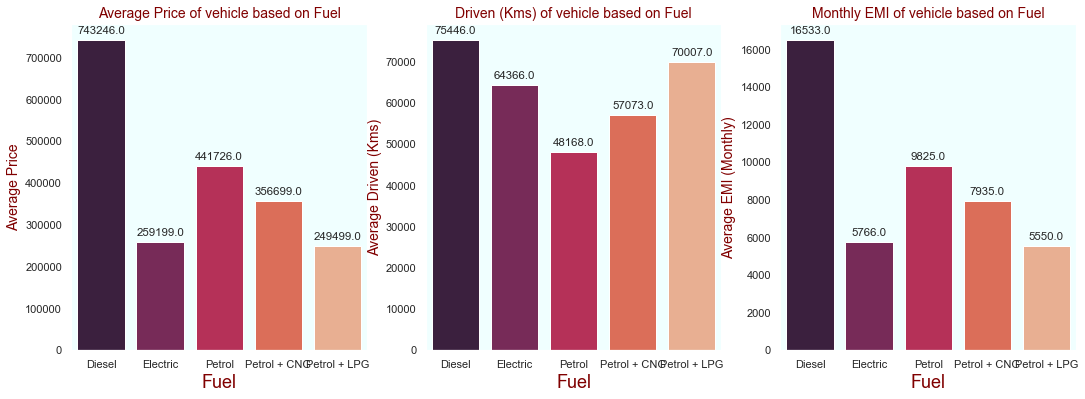 Average Price of vehicle based on Fuel
Average Price
700000
600000
500000
400000
300000
200000
100000
0
743246.0
259199.0
441726.0
356699.0
249499.0
Diesel
Electric
Petrol
Petrol + CNG
Petrol + LPG
Fuel
Driven (Kms) of vehicle based on Fuel
Average Driven (Kms)
70000
60000
50000
40000
30000
20000
10000
0
75446.0
64366.0
48168.0
57073.0
70007.0
Diesel
Electric
Petrol
Petrol + CNG
Petrol + LPG
Fuel
Monthly EMI of vehicle based on Fuel
Average EMI (Monthly)
16000
14000
12000
10000
8000
6000
4000
2000
0
16533.0
5766.0
9825.0
7935.0
5550.0
Diesel
Electric
Petrol
Petrol + CNG
Petrol + LPG
Fuel